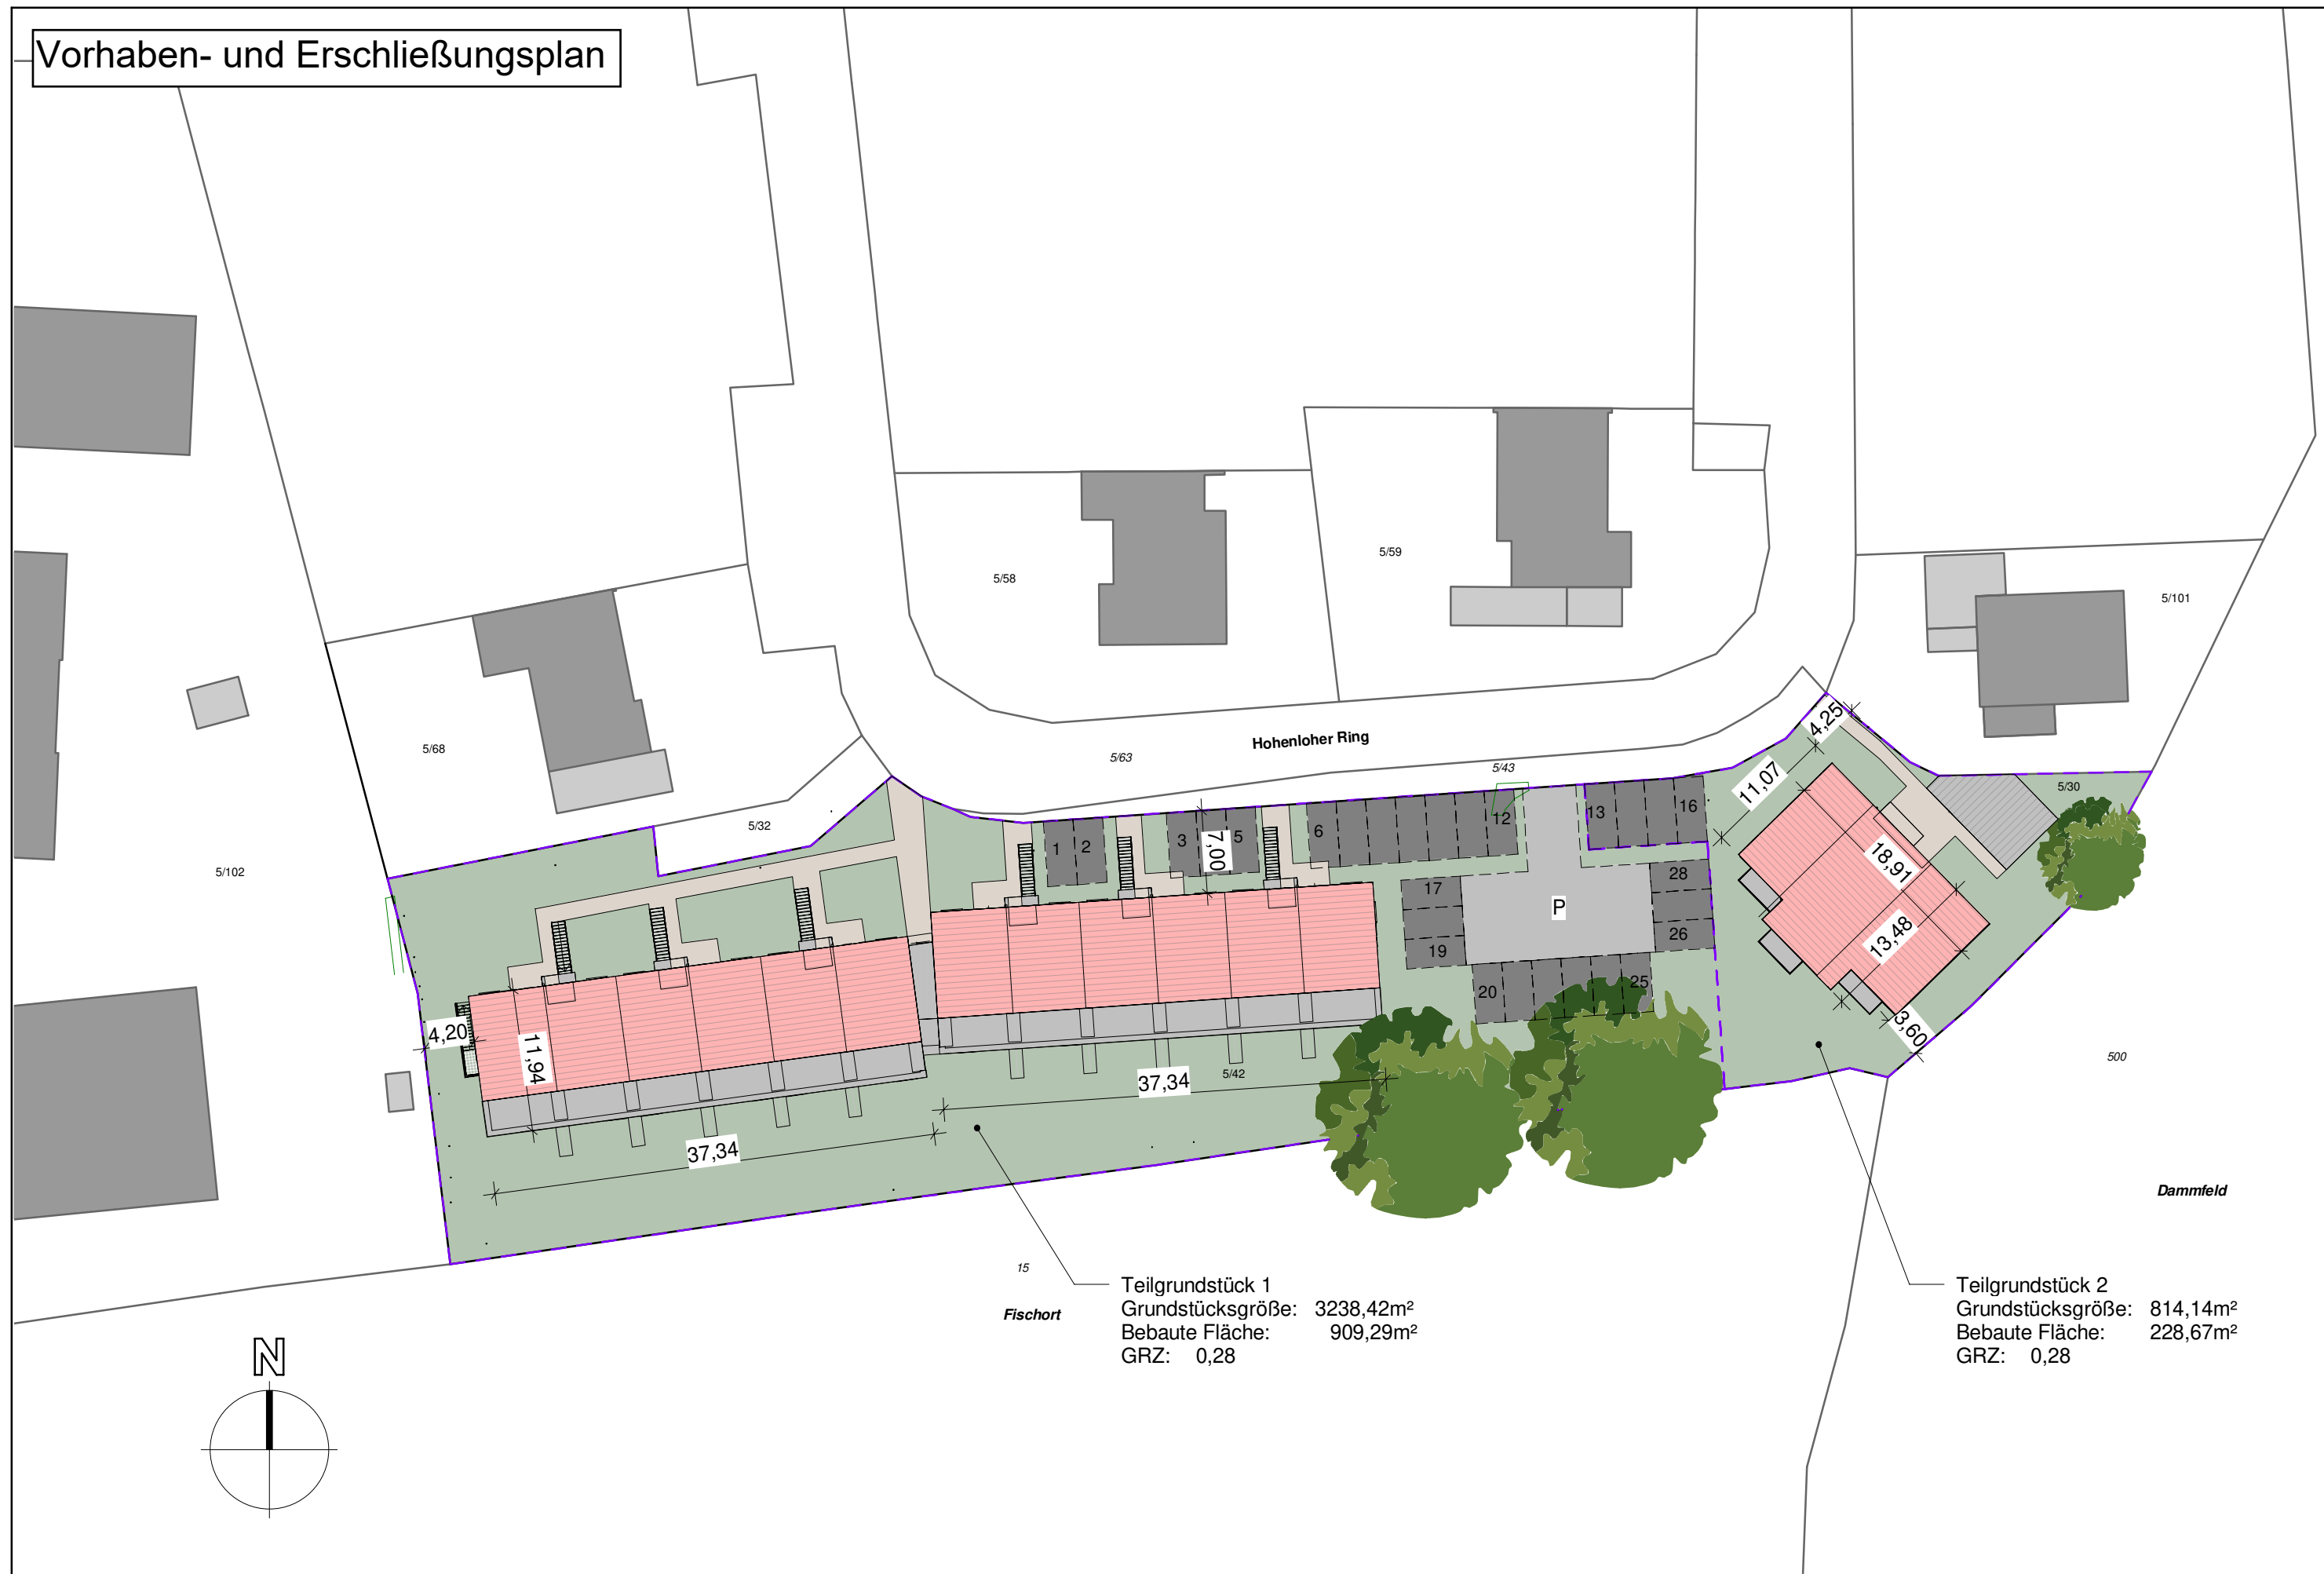 Vorhaben- und Erschließungsplan
5/59
5/58
5/101
5/68
4,25
Hohenloher Ring
5/63
5/43
11,07
5/30
5/32
13
16
12
6
3
5
1
2
7,00
18,91
5/102
28
17
P
26
19
13,48
25
20
4,20
11,94
3,60
500
5/42
37,34
37,34
Dammfeld
15
Fischort
Teilgrundstück 1
Grundstücksgröße: 3238,42m²
Bebaute Fläche: 909,29m²
GRZ: 0,28
Teilgrundstück 2
Grundstücksgröße: 814,14m²
Bebaute Fläche: 228,67m²
GRZ: 0,28
N